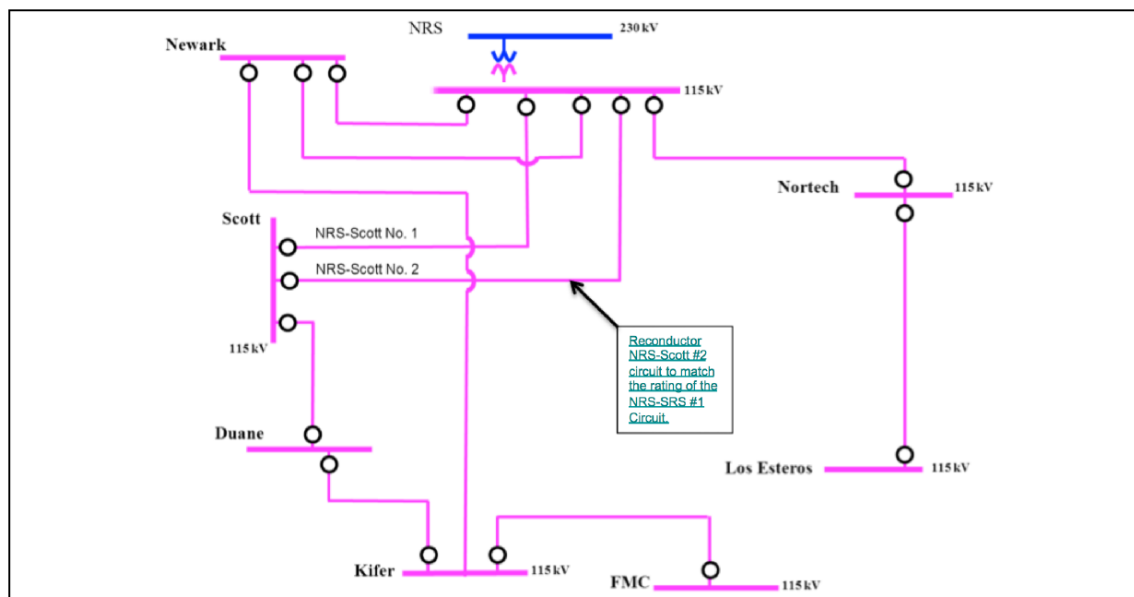 NRS
230 kV
Newark
115 kV
Nortech
115 kV
Scott
NRS-Scott No. 1
NRS-Scott No. 2
115 kV
Reconductor
NRS-Scott #2
circuit to match
the rating of the
NRS-SRS #1
Circuit.
Duane
Los Esteros
115 kV
Kifer
115 kV
FMC
115 kV